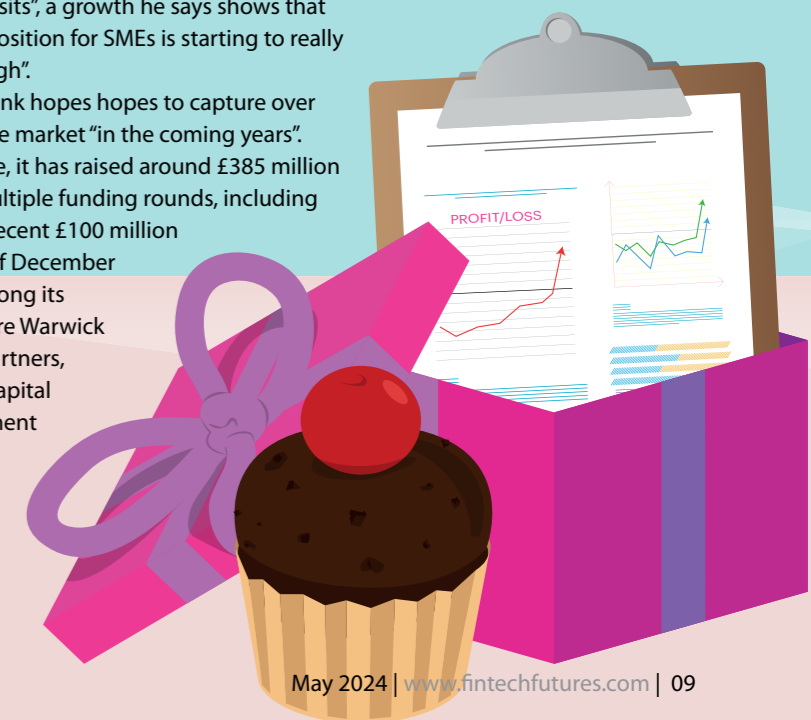 sits”, a growth he says shows that
osition for SMEs is starting to really
gh”.
nk hopes hopes to capture over
e market “in the coming years”.
e, it has raised around £385 million
ultiple funding rounds, including
ecent £100 million
f December
ong its
re Warwick
artners,
apital
nent
PROFIT/LOSS
May 2024 | www.fintechfutures.com | 09